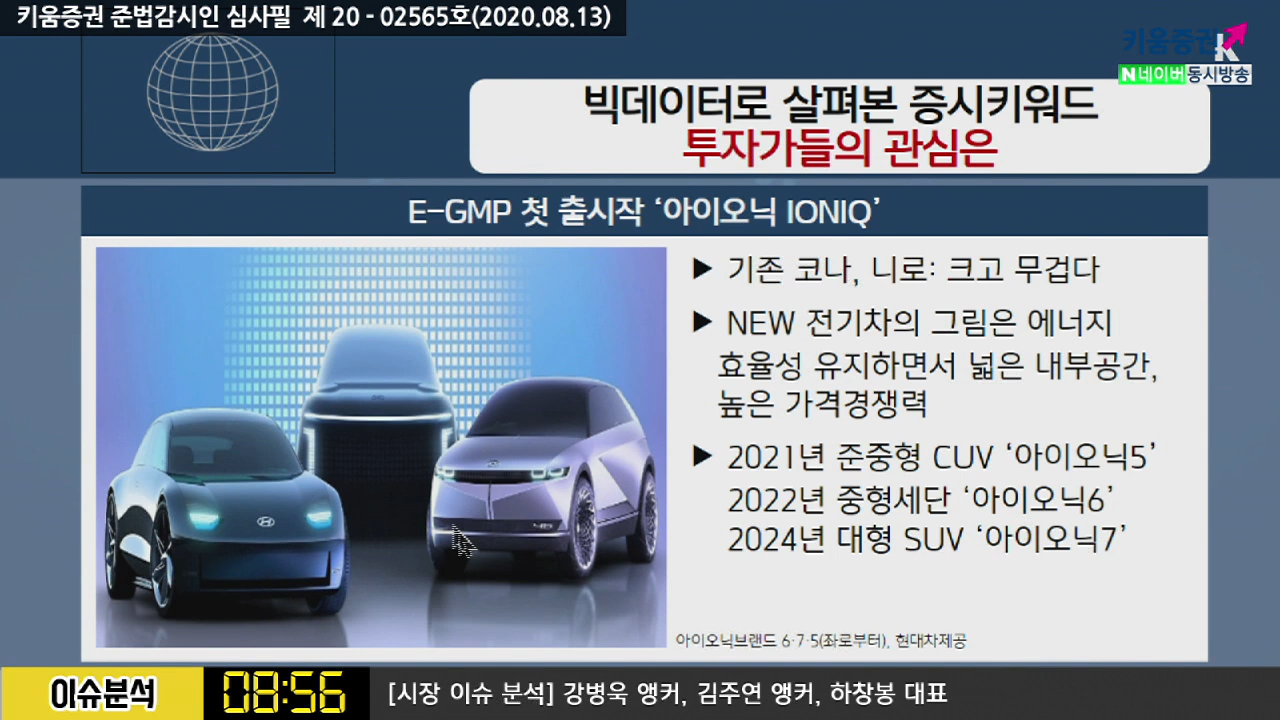 키움증권 준법감시인 심사필 제 20 - 02565호(2020.08.13)
키움증권
N 네이버 동시방송
빅데이터로 살펴본 증시키워드
투자가들의 관심은
E-GMP 첫 출시작 ‘아이오닉 IONIQ’
▶ 기존 코나, 니로: 크고 무겁다
▶ NEW 전기차의 그림은 에너지
효율성 유지하면서 넓은 내부공간,
높은 가격경쟁력
▶ 2021년 준중형 CUV ‘아이오닉5’
2022년 중형세단 ‘아이오닉6’
2024년 대형 SUV ‘아이오닉7’
아이오닉브랜드 6·7·5(좌로부터), 현대차제공
이슈분석
08:56
[시장 이슈 분석] 강병욱 앵커, 김주연 앵커, 하창봉 대표